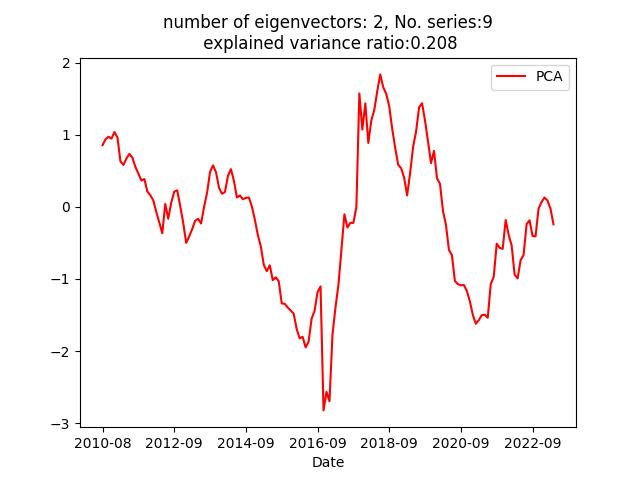 number of eigenvectors: 2, No. series:9
explained variance ratio:0.208
PCA
2
1
0
−1
−2
−3
2010-08 2012-09 2014-09 2016-09 2018-09 2020-09 2022-09
Date